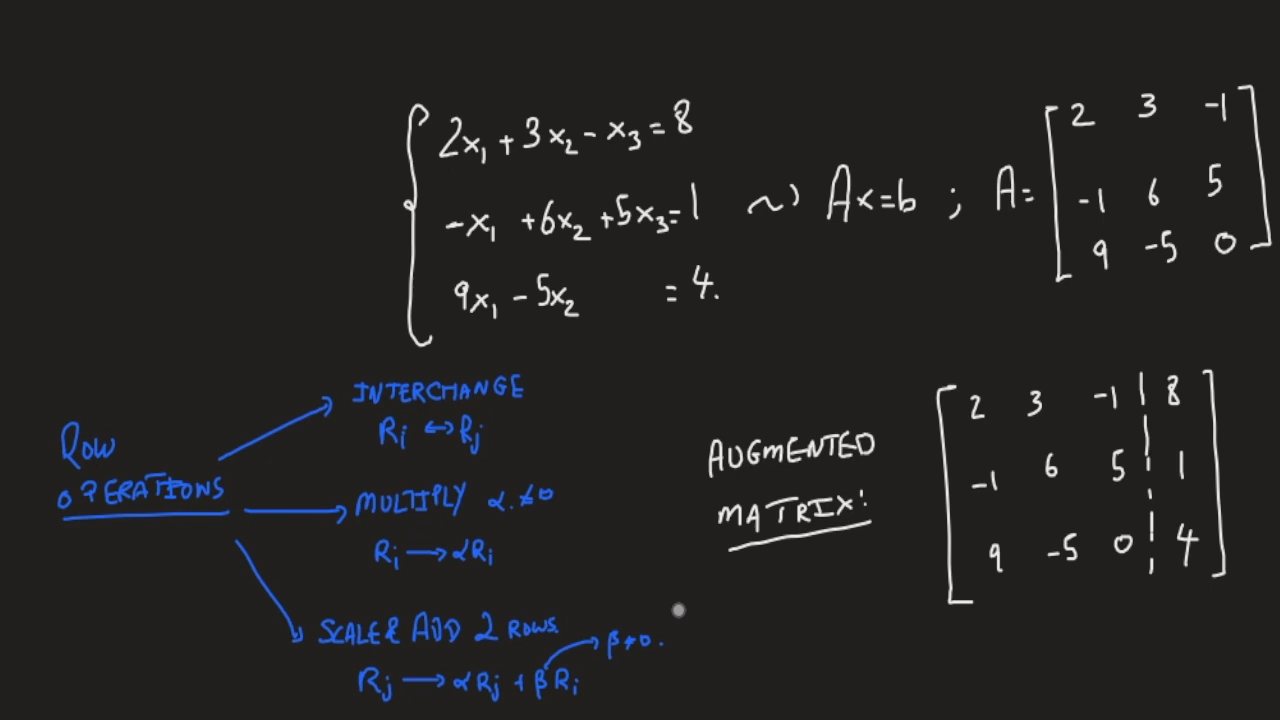 2x₁ + 3x₂ - x₃ = 8
-x₁ + 6x₂ + 5x₃ = 1
9x₁ - 5x₂ = 4.
~> Ax=b ; A=
2 3 -1
-1 6 5
9 -5 0
ROW
OPERATIONS
INTERCHANGE
Ri ↔ Rj
MULTIPLY α ≠ 0
Ri → αRi
SCALE & ADD 2 ROWS.
Rj → αRj + βRi
β ≠ 0.
AUGMENTED
MATRIX:
2 3 -1 | 8
-1 6 5 | 1
9 -5 0 | 4